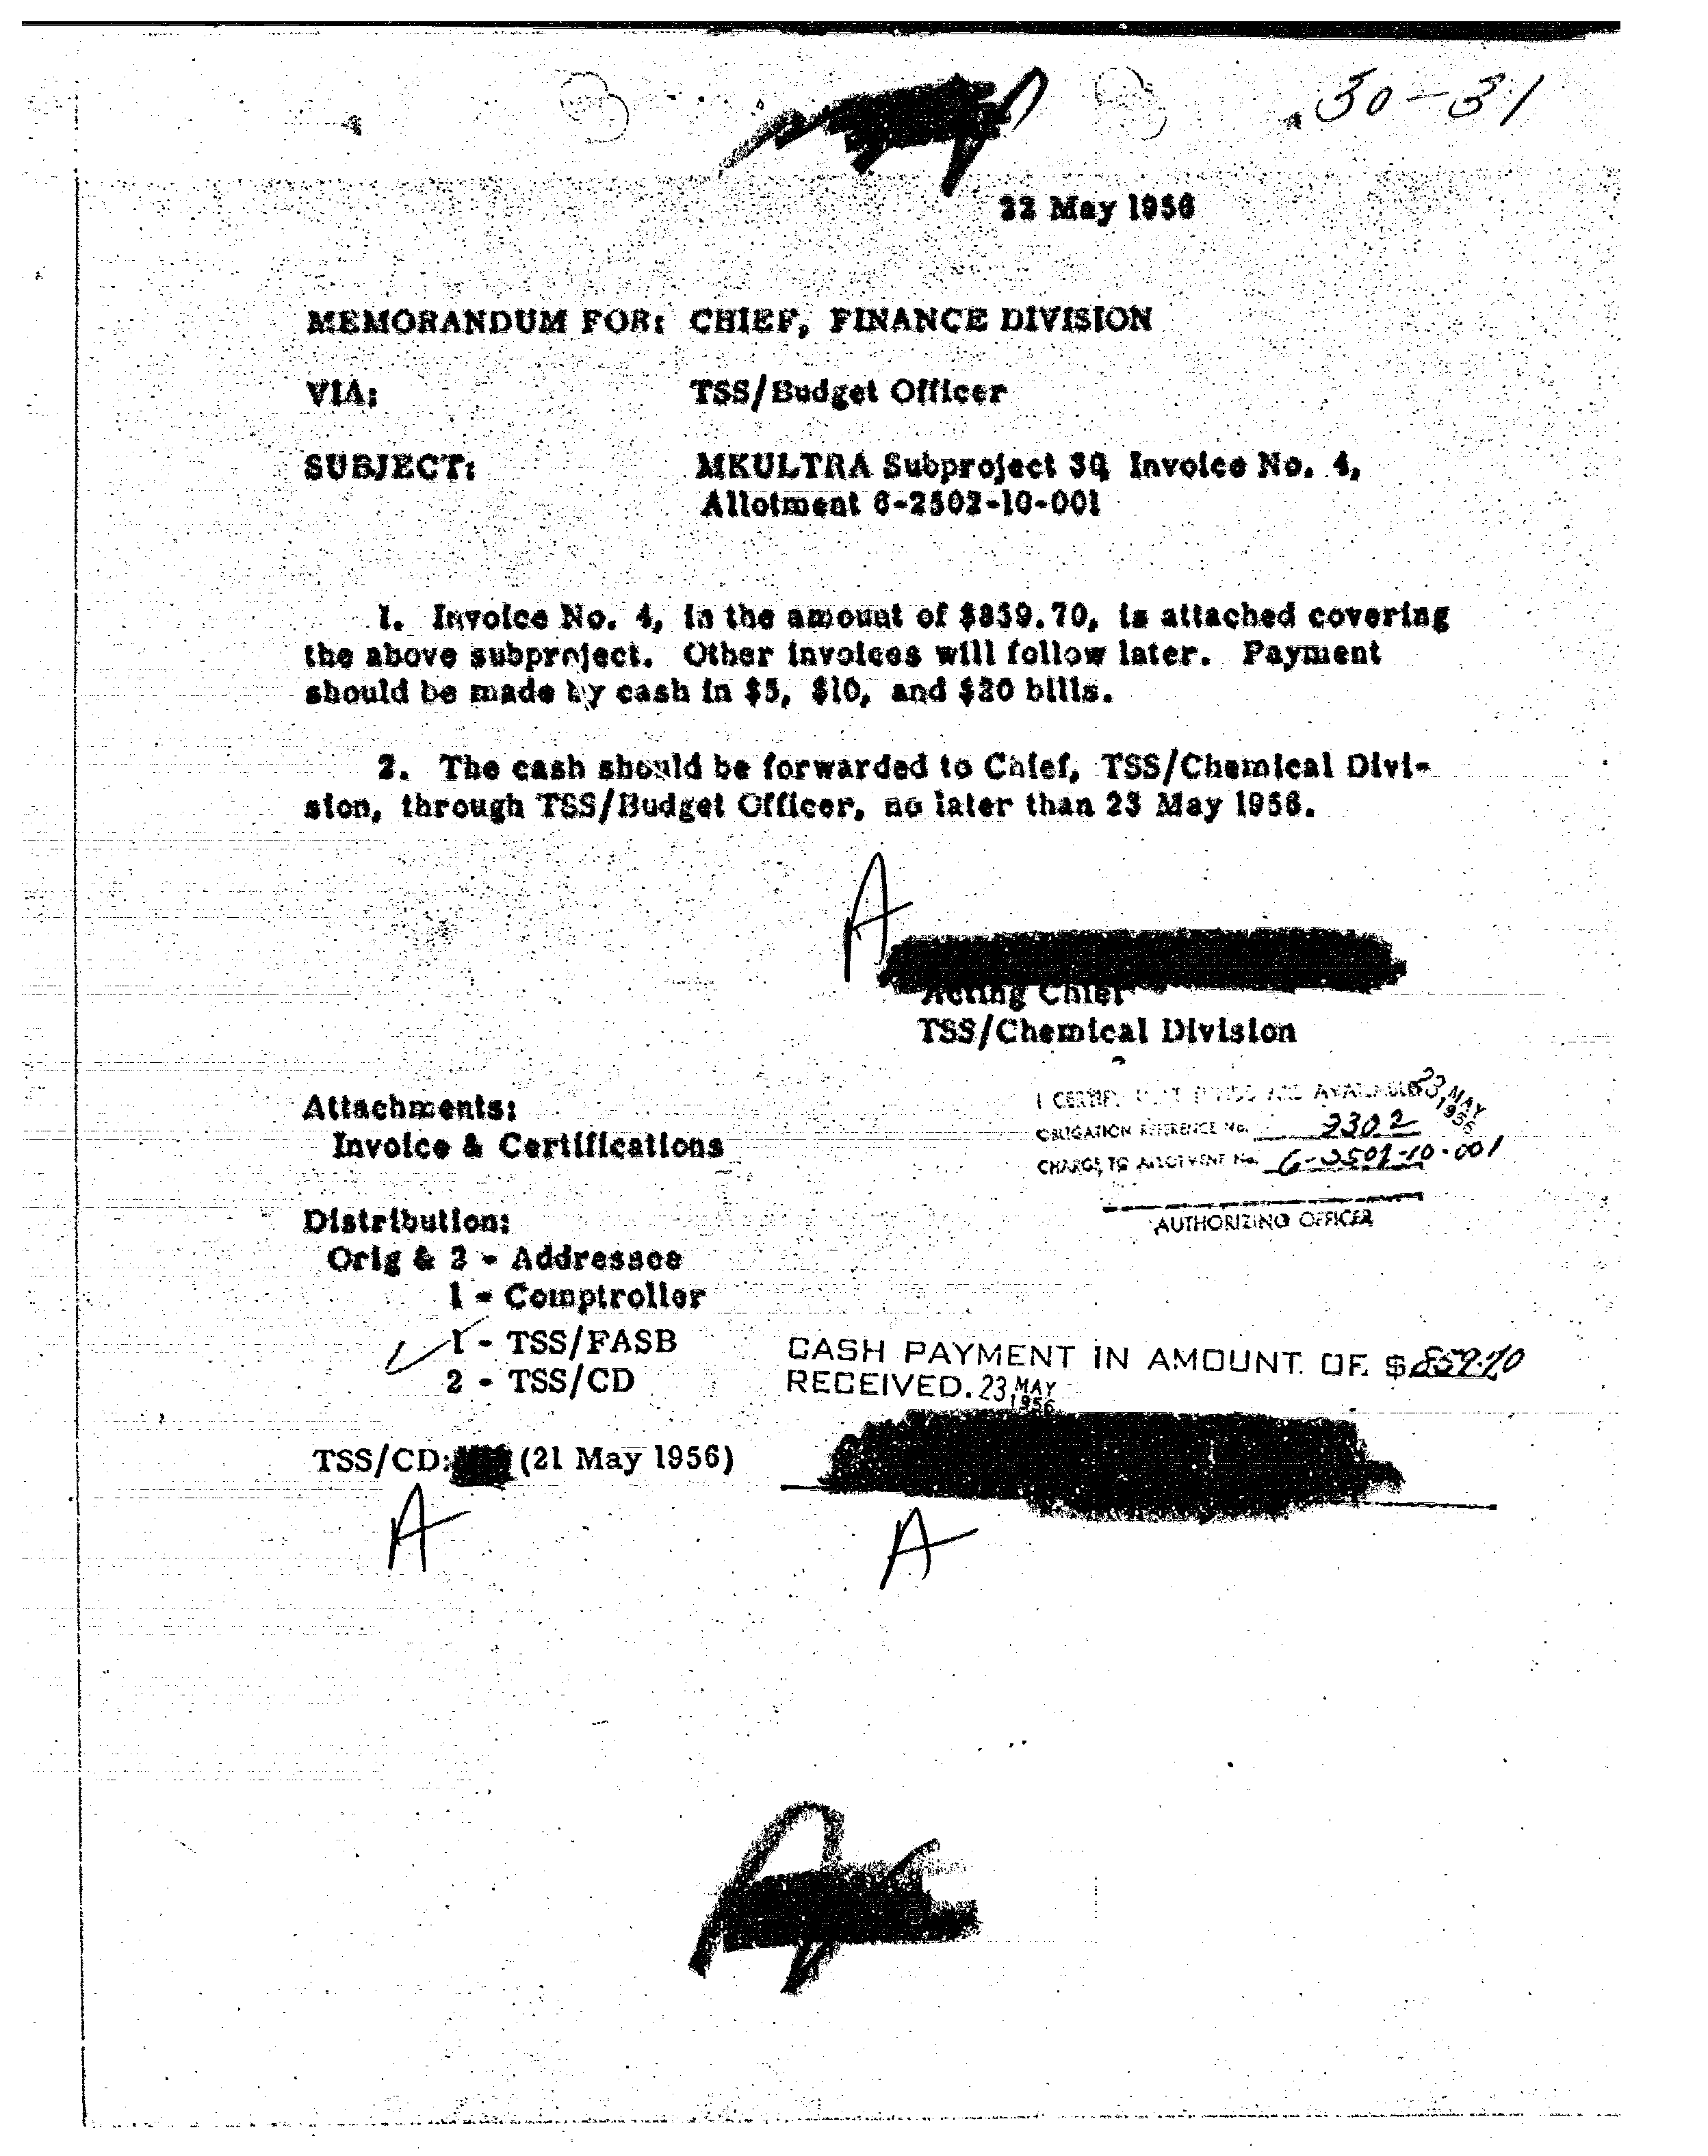 30-31
22 May 1956
MEMORANDUM FOR: CHIEF, FINANCE DIVISION
VIA: TSS/Budget Officer
SUBJECT: MKULTRA Subproject 30, Invoice No. 4,
Allotment 6-2502-10-001
1. Invoice No. 4, in the amount of $859.70, is attached covering
the above subproject. Other invoices will follow later. Payment
should be made by cash in $5, $10, and $20 bills.
2. The cash should be forwarded to Chief, TSS/Chemical Divi-
sion, through TSS/Budget Officer, no later than 23 May 1956.
A
Acting Chief
TSS/Chemical Division
Attachments:
Invoice & Certifications
I CERTIFY THAT FUNDS ARE AVAILABLE 23 MAY 1956
OBLIGATION REFERENCE No. 3302
CHARGE TO ALLOTMENT No. 6-2502-10-001
AUTHORIZING OFFICER
Distribution:
Orig & 2 - Addressee
1 - Comptroller
1 - TSS/FASB
2 - TSS/CD
CASH PAYMENT IN AMOUNT OF $859.70
RECEIVED. 23 MAY 1956
TSS/CD: (21 May 1956)
A
A